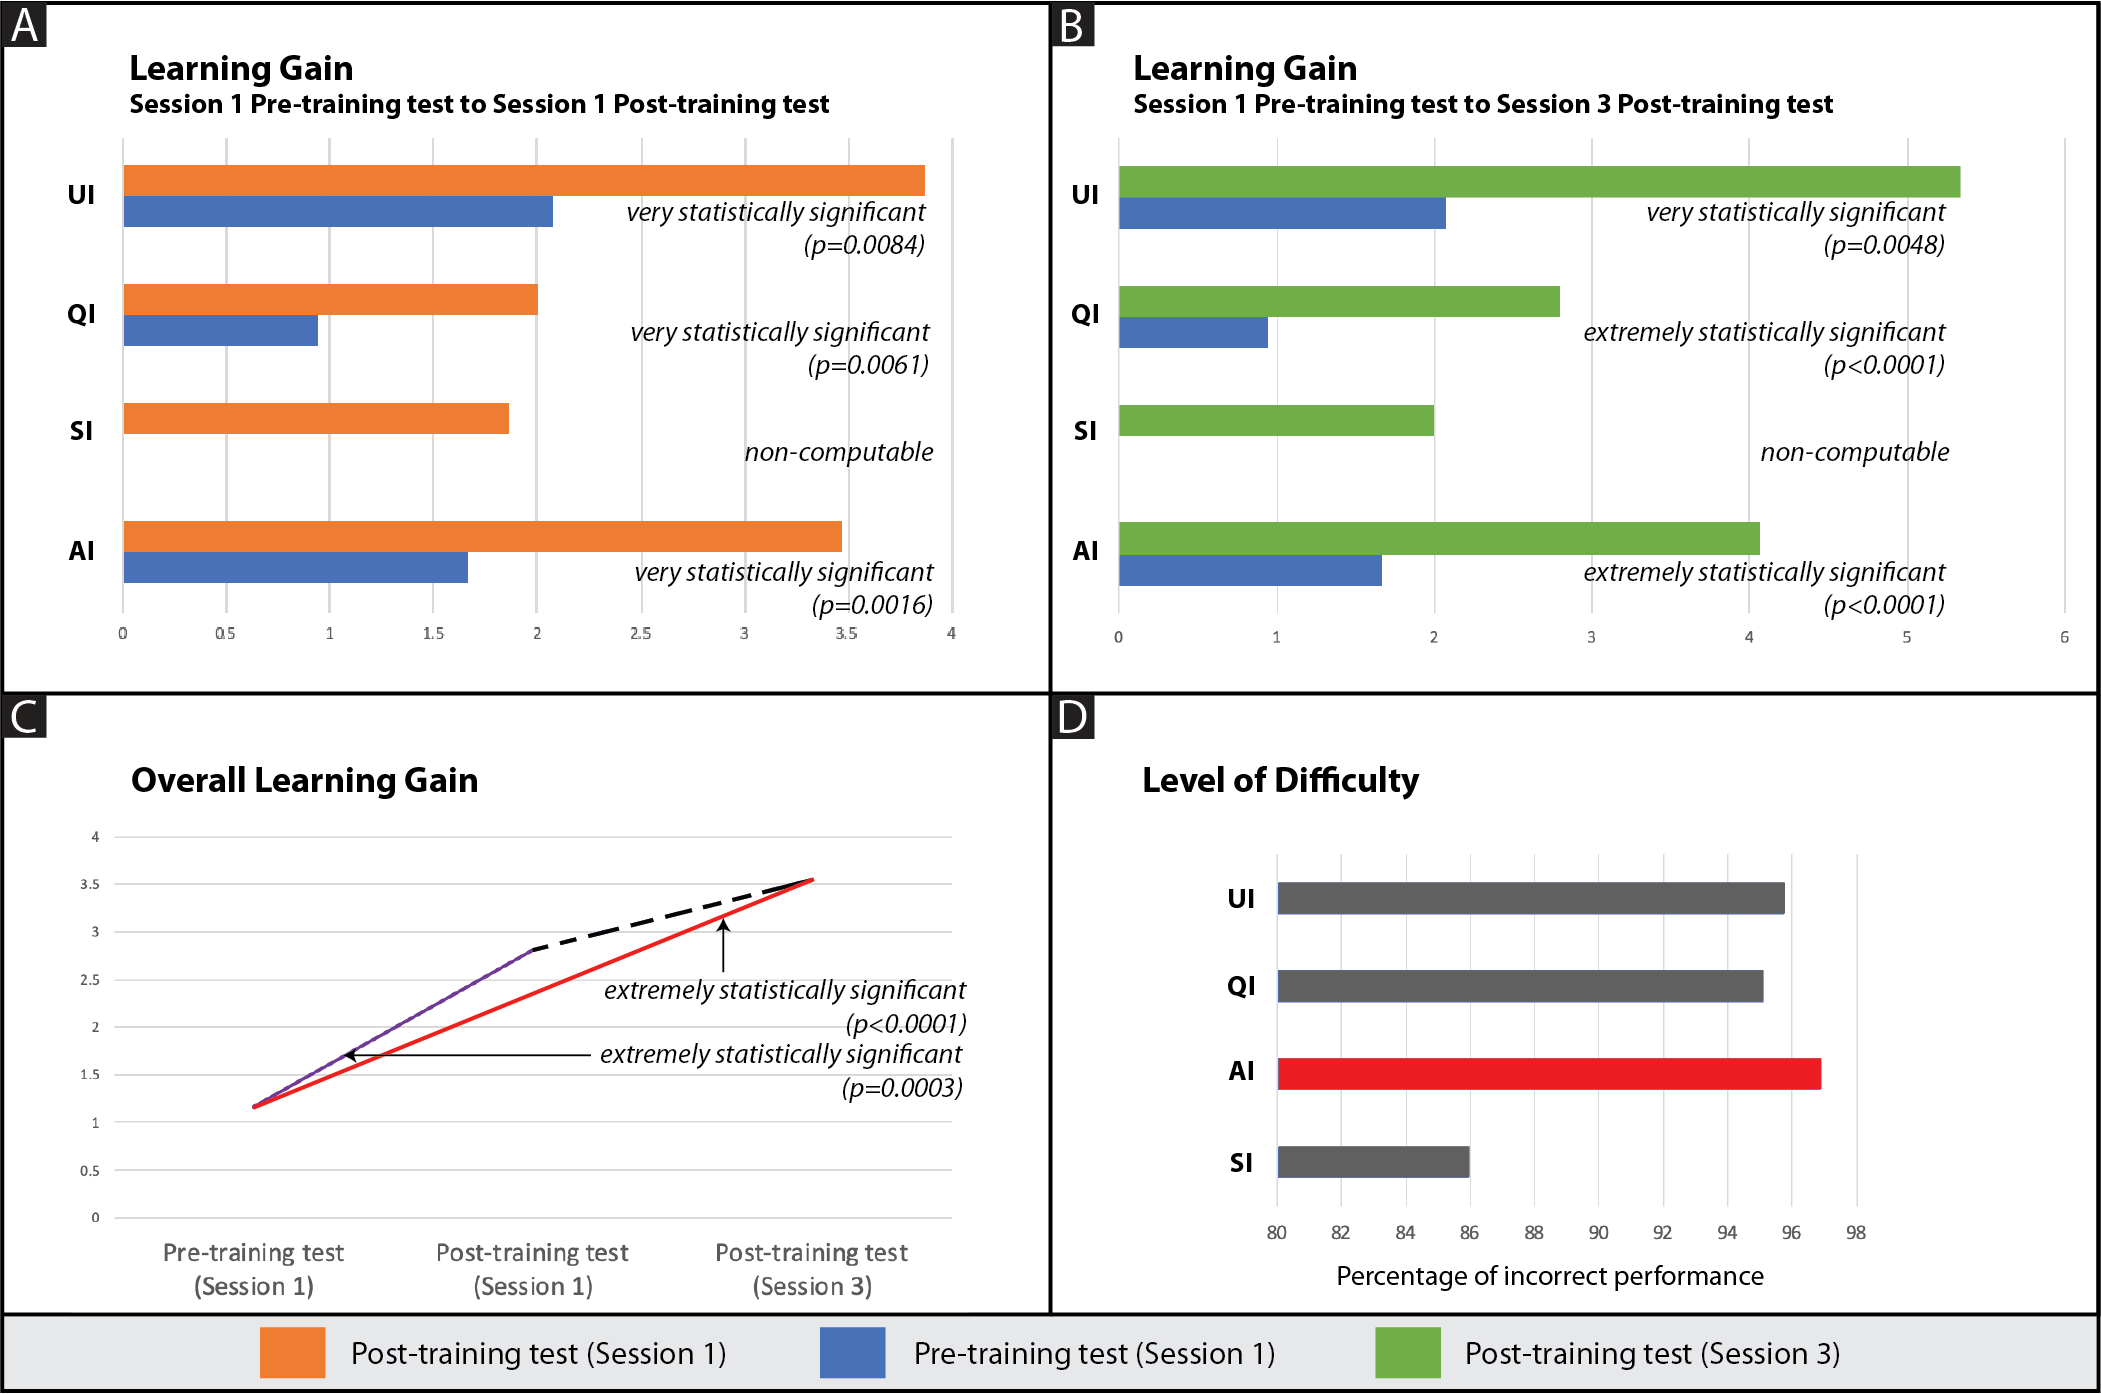 A
Learning Gain
Session 1 Pre-training test to Session 1 Post-training test
UI
very statistically significant
(p=0.0084)
QI
very statistically significant
(p=0.0061)
SI
non-computable
AI
very statistically significant
(p=0.0016)
0 0.5 1 1.5 2 2.5 3 3.5 4
B
Learning Gain
Session 1 Pre-training test to Session 3 Post-training test
UI
very statistically significant
(p=0.0048)
QI
extremely statistically significant
(p<0.0001)
SI
non-computable
AI
extremely statistically significant
(p<0.0001)
0 1 2 3 4 5 6
C
Overall Learning Gain
4
3.5
3
2.5
extremely statistically significant
(p<0.0001)
2
extremely statistically significant
1.5
(p=0.0003)
1
0.5
0
Pre-training test
(Session 1)
Post-training test
(Session 1)
Post-training test
(Session 3)
D
Level of Difficulty
UI
QI
AI
SI
80 82 84 86 88 90 92 94 96 98
Percentage of incorrect performance
Post-training test (Session 1)
Pre-training test (Session 1)
Post-training test (Session 3)